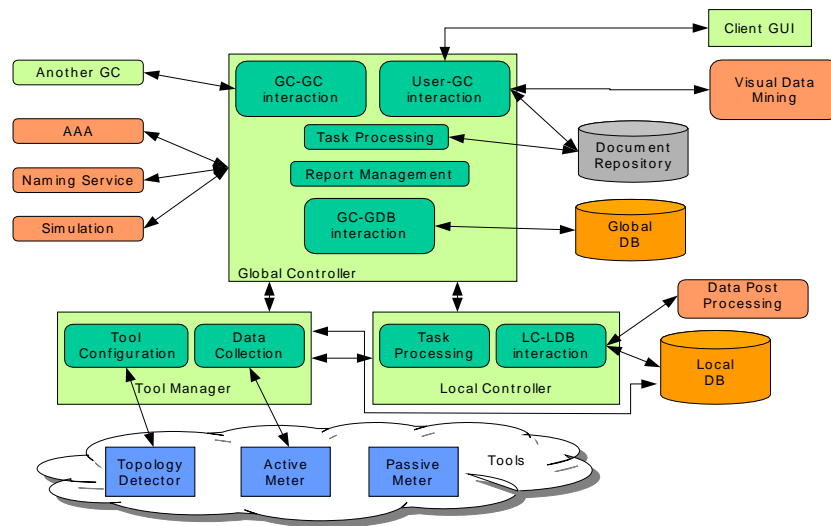 Client GUI
Another GC
GC-GC
interaction
User-GC
interaction
Visual Data
Mining
AAA
Task Processing
Document
Repository
Naming Service
Report Management
Simulation
GC-GDB
interaction
Global
DB
Global Controller
Data Post
Processing
Tool
Configuration
Data
Collection
Task
Processing
LC-LDB
interaction
Local
DB
Tool Manager
Local Controller
Topology
Detector
Active
Meter
Passive
Meter
Tools